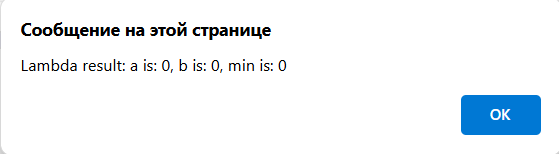 Сообщение на этой странице
Lambda result: a is: 0, b is: 0, min is: 0
OK